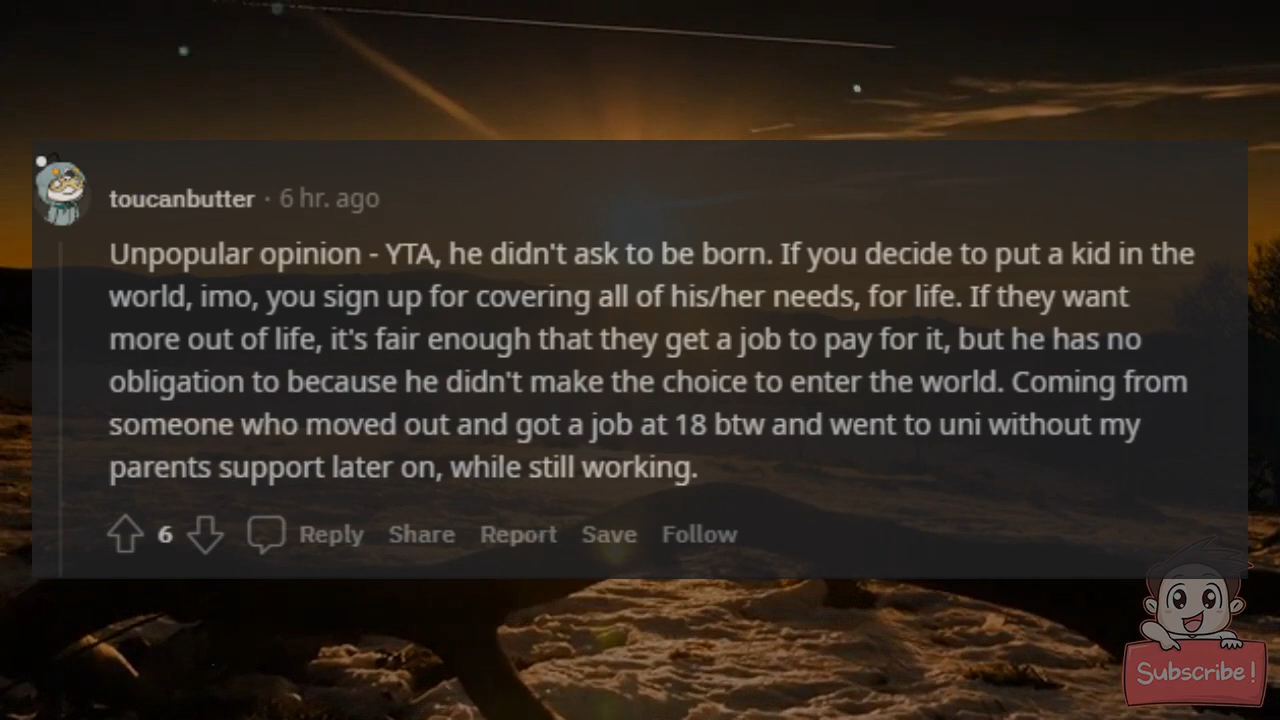 toucanbutter · 6 hr. ago
Unpopular opinion - YTA, he didn't ask to be born. If you decide to put a kid in the
world, imo, you sign up for covering all of his/her needs, for life. If they want
more out of life, it's fair enough that they get a job to pay for it, but he has no
obligation to because he didn't make the choice to enter the world. Coming from
someone who moved out and got a job at 18 btw and went to uni without my
parents support later on, while still working.
6 Reply Share Report Save Follow
Subscribe!